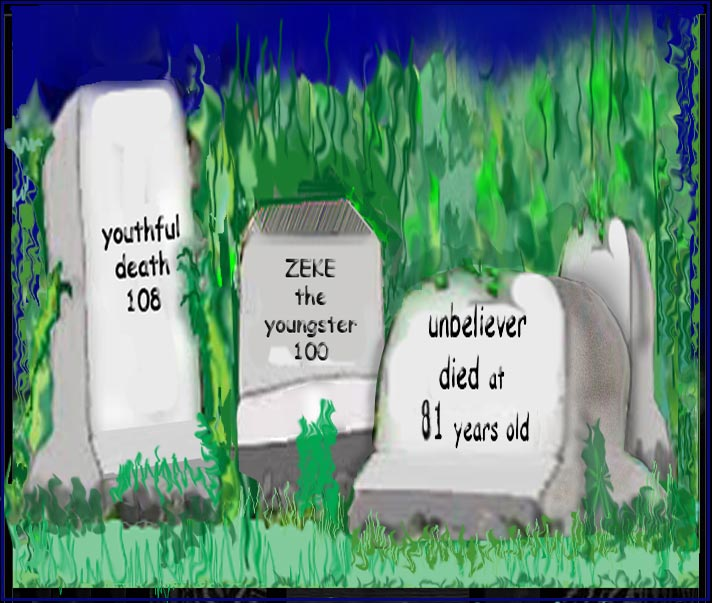 youthful
death
108
ZEKE
the
youngster
100
unbeliever
died at
81 years old